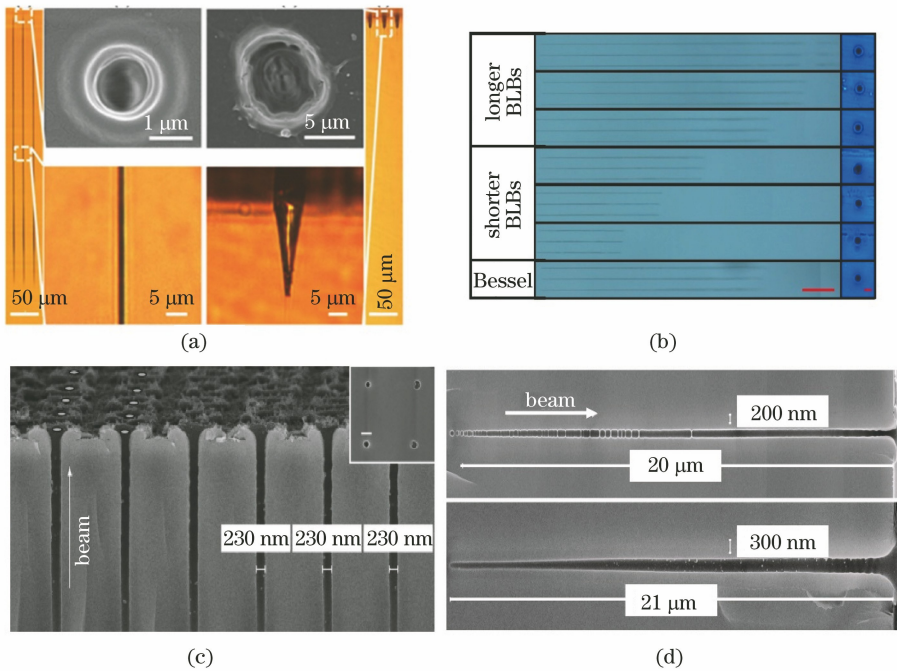 1 μm
5 μm
50 μm
5 μm
5 μm
50 μm
(a)
longer
BLBs
shorter
BLBs
Bessel
(b)
beam
230 nm
230 nm
230 nm
(c)
beam
200 nm
20 μm
300 nm
21 μm
(d)